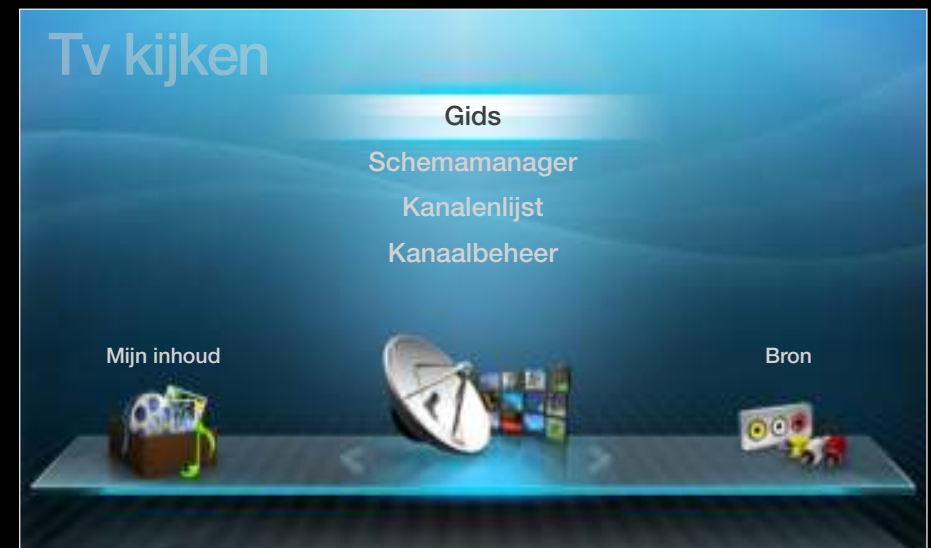 Tv kijken
Gids
Schemamanager
Kanalenlijst
Kanaalbeheer
Mijn inhoud
Bron